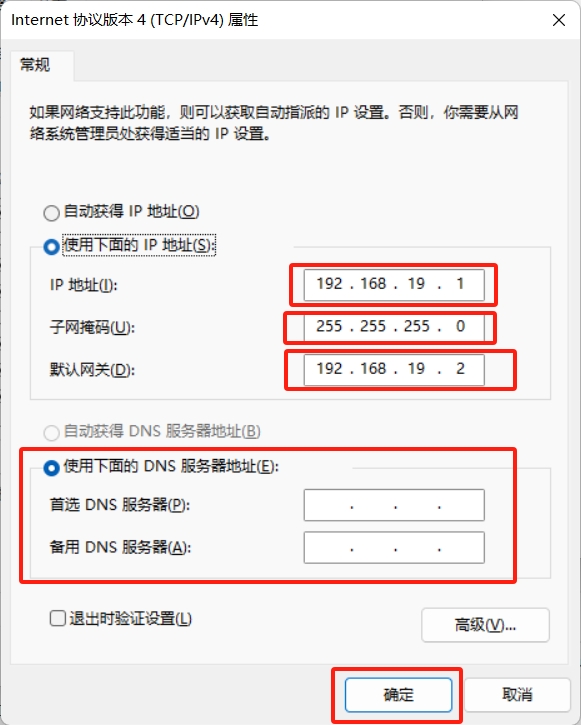 Internet 协议版本 4 (TCP/IPv4) 属性
常规
如果网络支持此功能，则可以获取自动指派的 IP 设置。否则，你需要从网
络系统管理员处获得适当的 IP 设置。
自动获得 IP 地址(O)
使用下面的 IP 地址(S):
IP 地址(I): 192 . 168 . 19 . 1
子网掩码(U): 255 . 255 . 255 . 0
默认网关(D): 192 . 168 . 19 . 2
自动获得 DNS 服务器地址(B)
使用下面的 DNS 服务器地址(E):
首选 DNS 服务器(P): . . .
备用 DNS 服务器(A): . . .
退出时验证设置(L)
高级(V)...
确定 取消